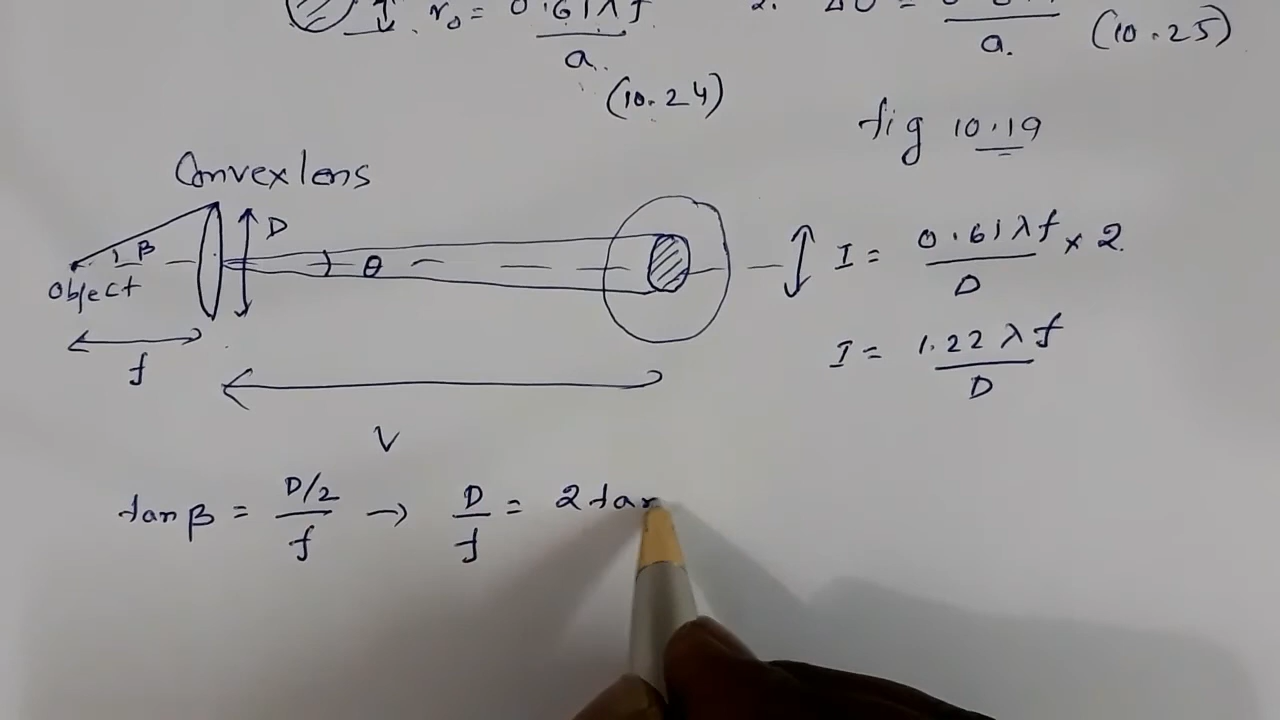 r₀ = 0.61λf / a.
2. Δθ =
a. (10.25)
(10.24)
fig 10.19
Convex lens
D
β
θ
object
f
V
I = 0.61λf / D × 2.
I = 1.22λf / D
tan β = D/2 / f → D / f = 2 tan